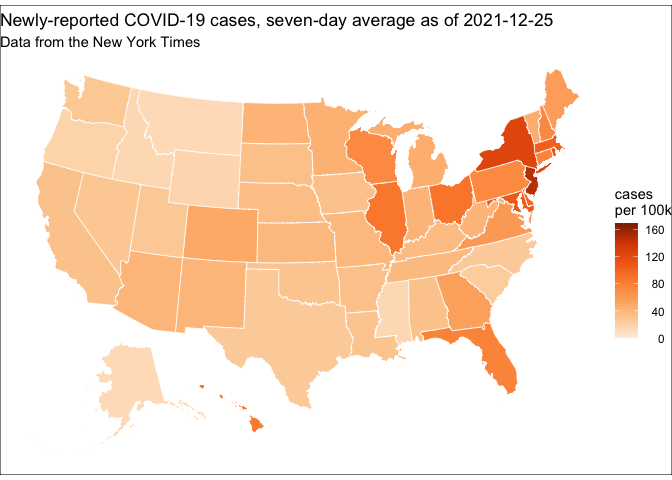 Newly-reported COVID-19 cases, seven-day average as of 2021-12-25
Data from the New York Times
cases
per 100k
160
120
80
40
0